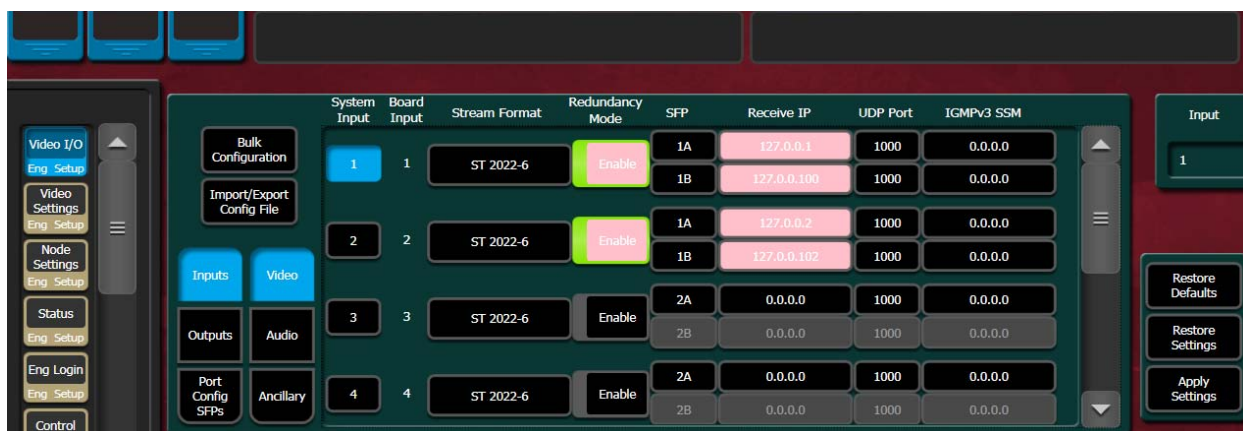 System Input
Board Input
Stream Format
Redundancy Mode
SFP
Receive IP
UDP Port
IGMPv3 SSM
Input
1
Video I/O
Eng Setup
Video Settings
Eng Setup
Node Settings
Eng Setup
Status
Eng Setup
Eng Login
Eng Setup
Control
Bulk Configuration
Import/Export Config File
Inputs
Video
Outputs
Audio
Port Config SFPs
Ancillary
1 1 ST 2022-6 Enable 1A 127.0.0.1 1000 0.0.0.0
1B 127.0.0.100 1000 0.0.0.0
2 2 ST 2022-6 Enable 1A 127.0.0.2 1000 0.0.0.0
1B 127.0.0.102 1000 0.0.0.0
3 3 ST 2022-6 Enable 2A 0.0.0.0 1000 0.0.0.0
2B 0.0.0.0 1000 0.0.0.0
4 4 ST 2022-6 Enable 2A 0.0.0.0 1000 0.0.0.0
2B 0.0.0.0 1000 0.0.0.0
Restore Defaults
Restore Settings
Apply Settings